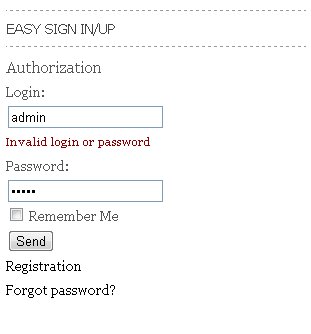 EASY SIGN IN/UP
Authorization
Login:
admin
Invalid login or password
Password:
•••••
Remember Me
Send
Registration
Forgot password?